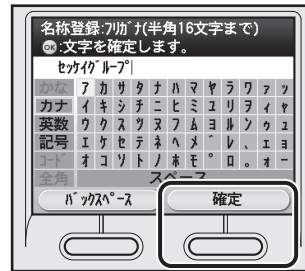 名称登録:ﾌﾘｶﾞﾅ(半角16文字まで)
OK:文字を確定します。
ｾｯｹｲｸﾞﾙｰﾌﾟ
かな ｱ ｶ ｻ ﾀ ﾅ ﾊ ﾏ ﾔ ﾗ ﾜ ｧ ｯ
カナ ｲ ｷ ｼ ﾁ ﾆ ﾋ ﾐ ﾕ ﾘ ｦ ｨ ｬ
英数 ｳ ｸ ｽ ﾂ ﾇ ﾌ ﾑ ﾖ ﾙ ﾝ ｩ ｭ
記号 ｴ ｹ ｾ ﾃ ﾈ ﾍ ﾒ ﾞ ﾚ 、 ｪ ｮ
ｺｰﾄﾞ ｵ ｺ ｿ ﾄ ﾉ ﾎ ﾓ ﾟ ﾛ 。 ｫ ｰ
全角 スペース
ﾊﾞｯｸｽﾍﾟｰｽ 確定